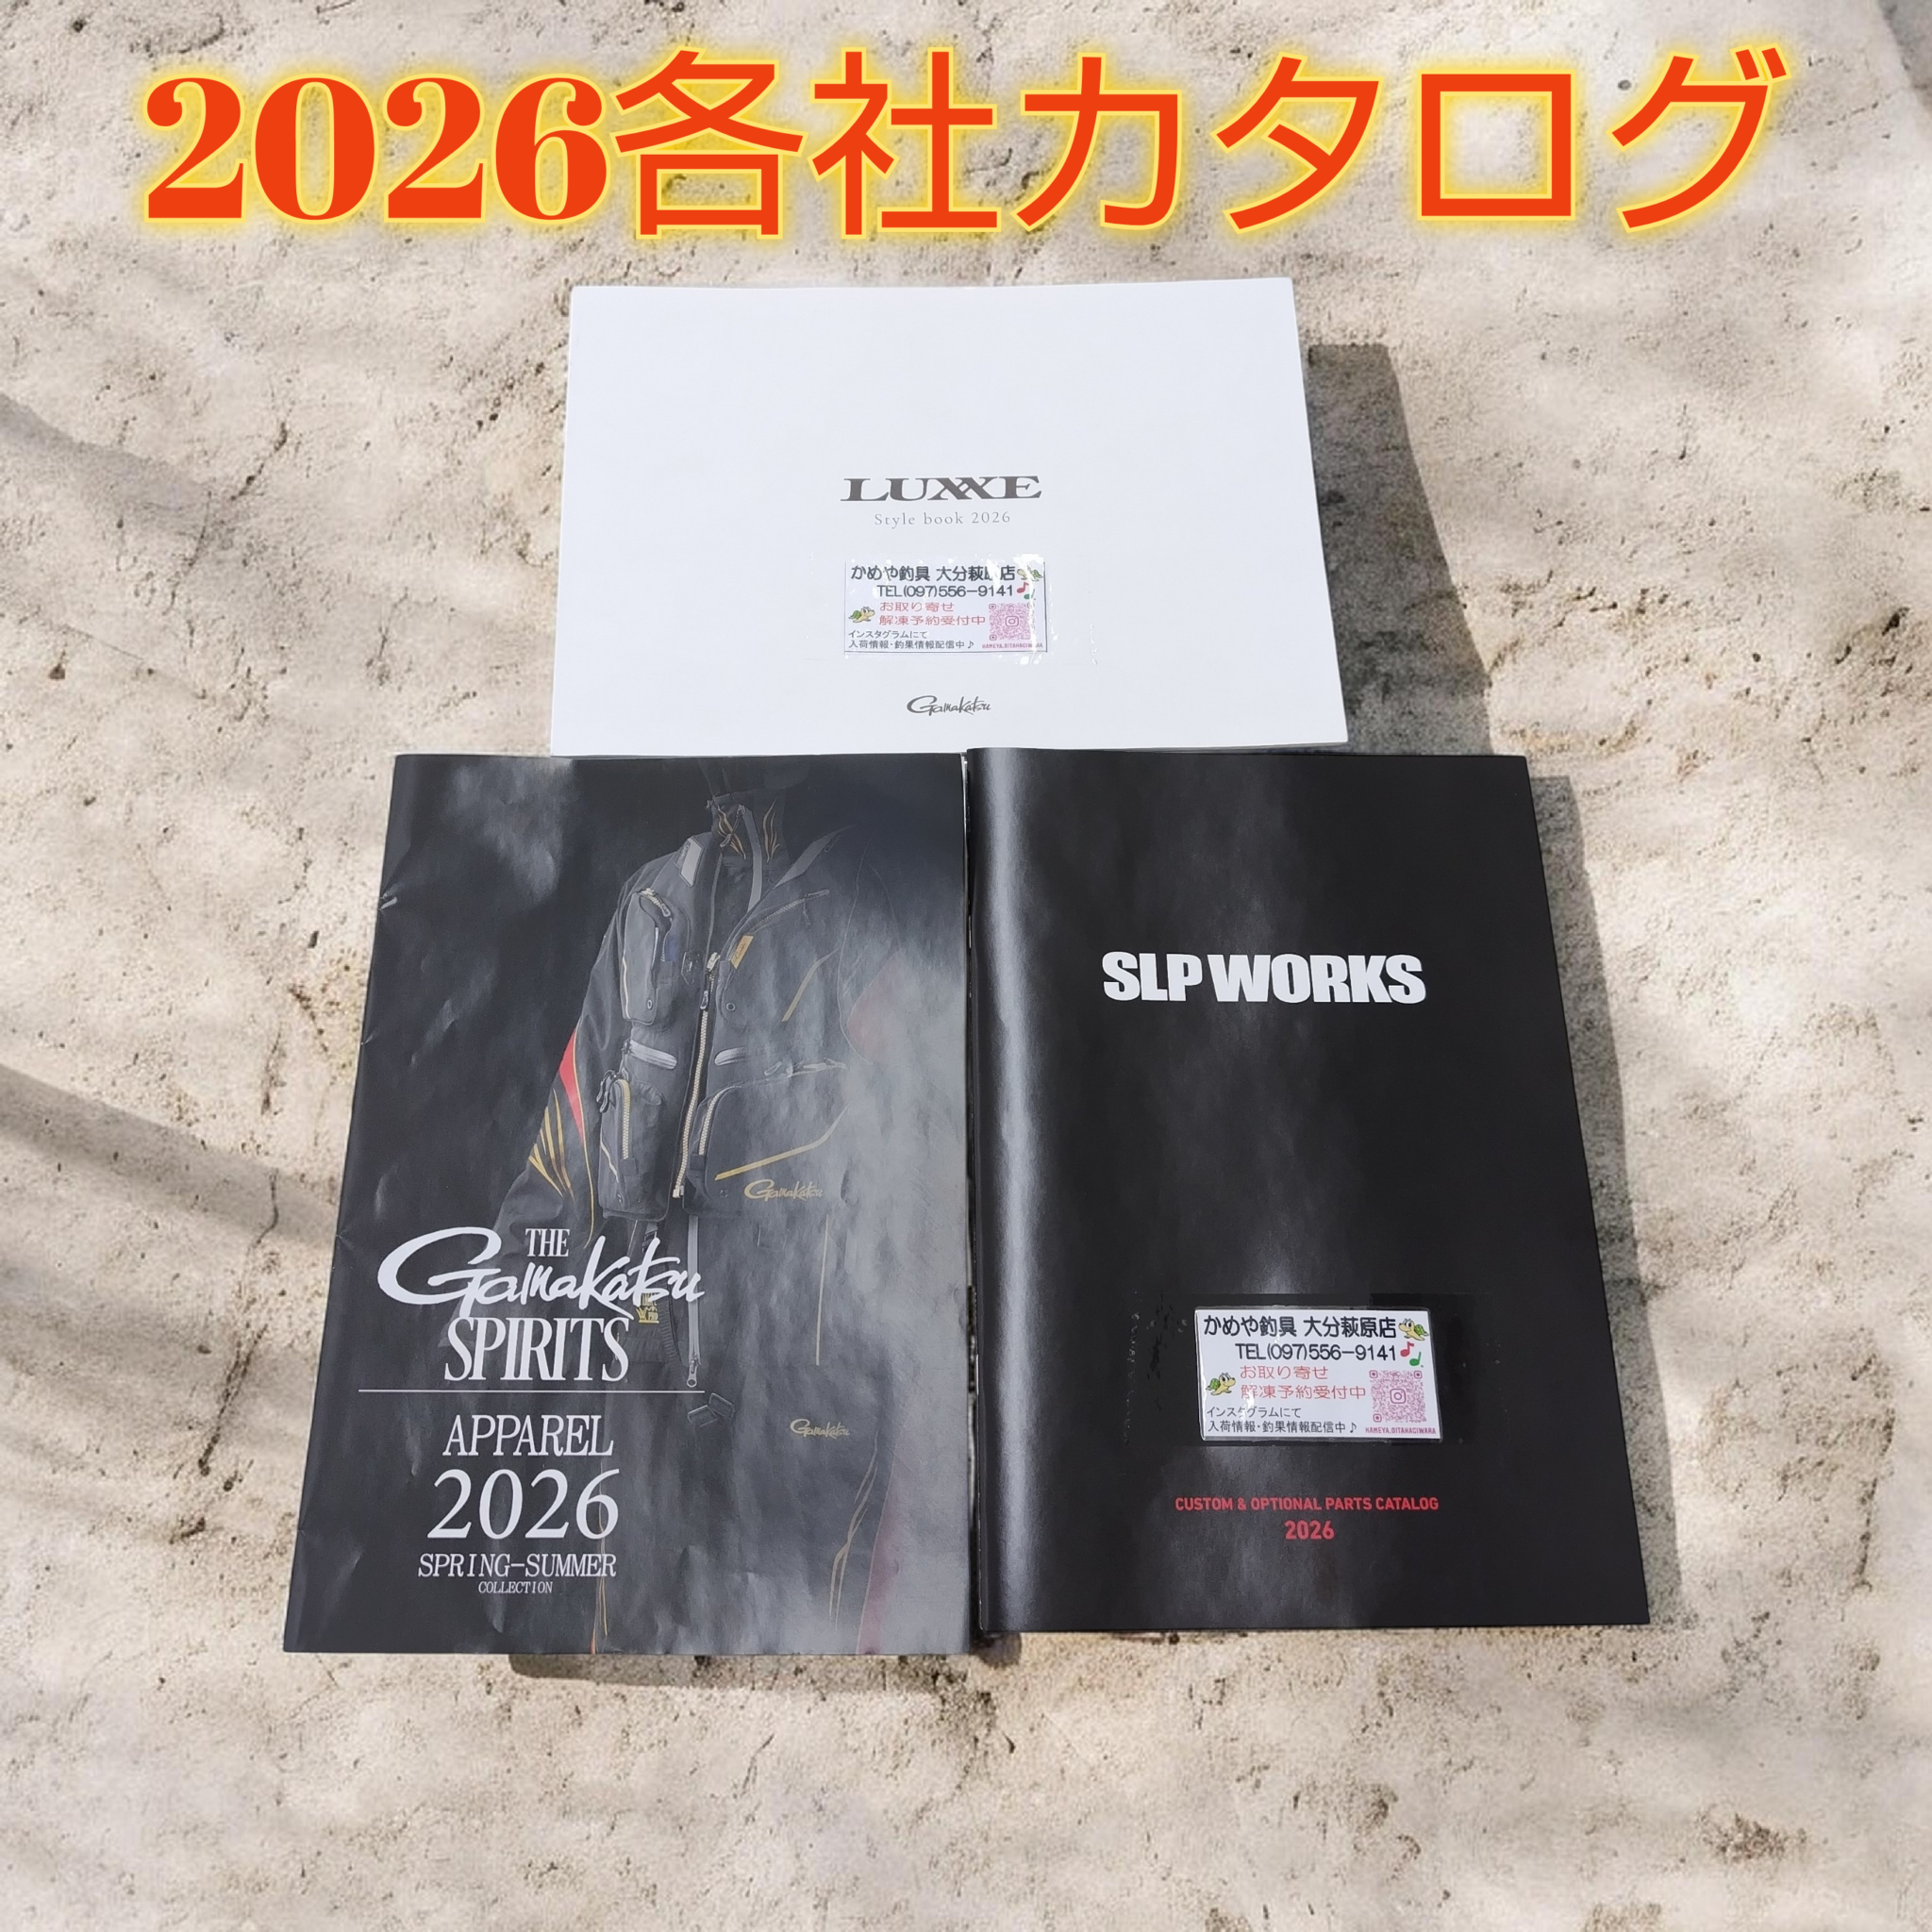 2026各社カタログ
LUXXE
Style book 2026
かめや釣具 大分萩原店
TEL(097)556-9141
お取り寄せ
解凍予約受付中
インスタグラムにて
入荷情報・釣果情報配信中♪
KAMEYA.OITAHAGIWARA
Gamakatsu
Gamakatsu
THE
Gamakatsu
SPIRITS
Gamakatsu
APPAREL
2026
SPRING-SUMMER
COLLECTION
SLP WORKS
かめや釣具 大分萩原店
TEL(097)556-9141
お取り寄せ
解凍予約受付中
インスタグラムにて
入荷情報・釣果情報配信中♪
KAMEYA.OITAHAGIWARA
CUSTOM & OPTIONAL PARTS CATALOG
2026